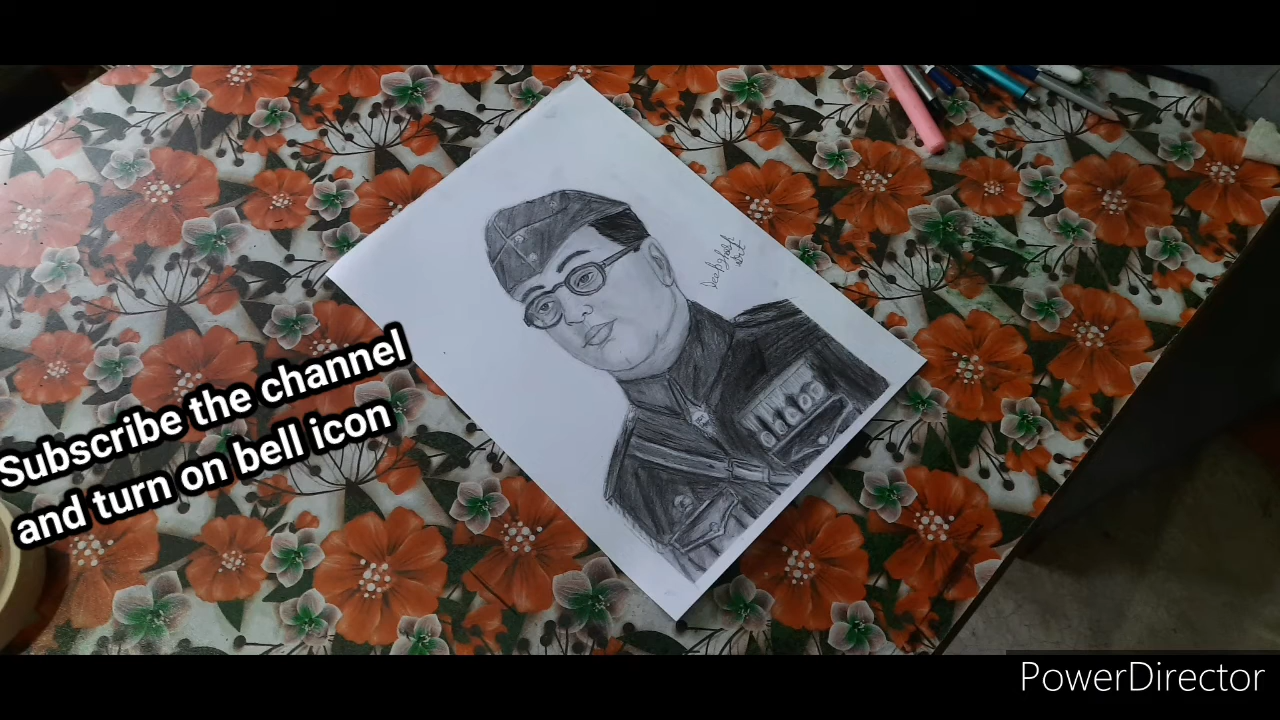 Subscribe the channel
and turn on bell icon
PowerDirector